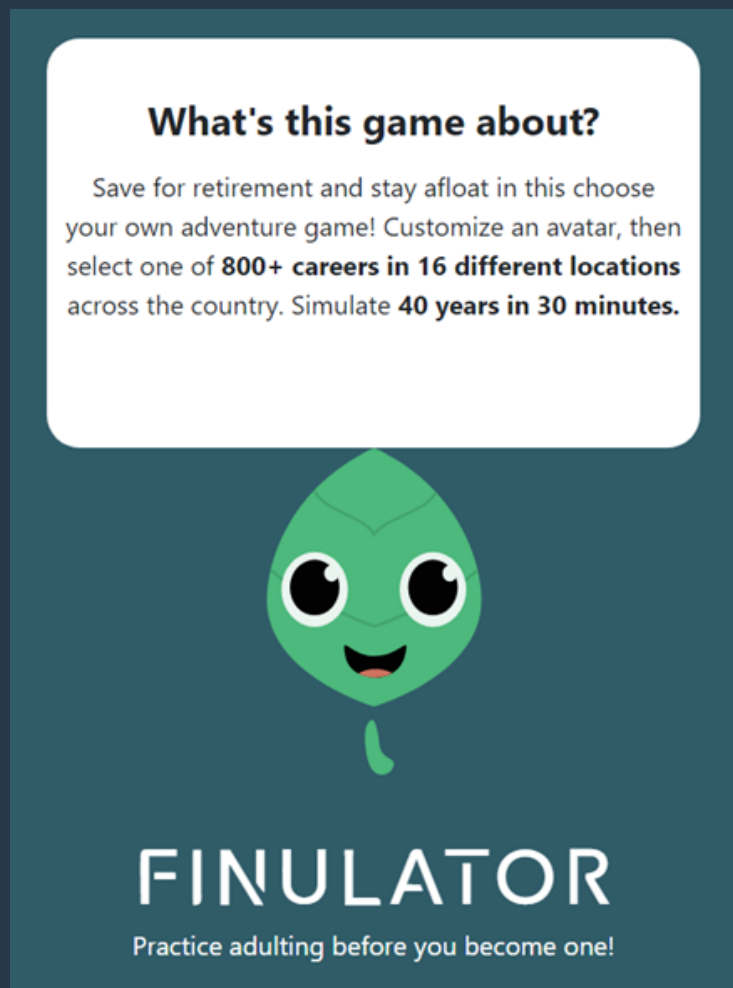 What's this game about?
Save for retirement and stay afloat in this choose
your own adventure game! Customize an avatar, then
select one of 800+ careers in 16 different locations
across the country. Simulate 40 years in 30 minutes.
FINULATOR
Practice adulting before you become one!